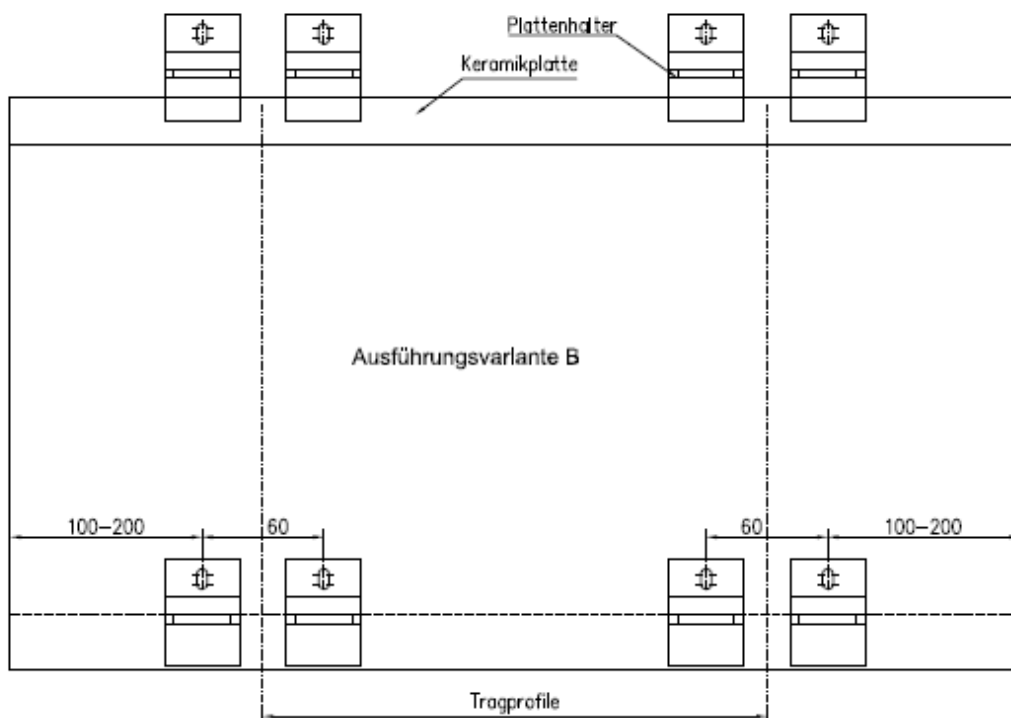 Plattenhalter
Keramikplatte
Ausführungsvarlante B
100-200
60
60
100-200
Tragprofile